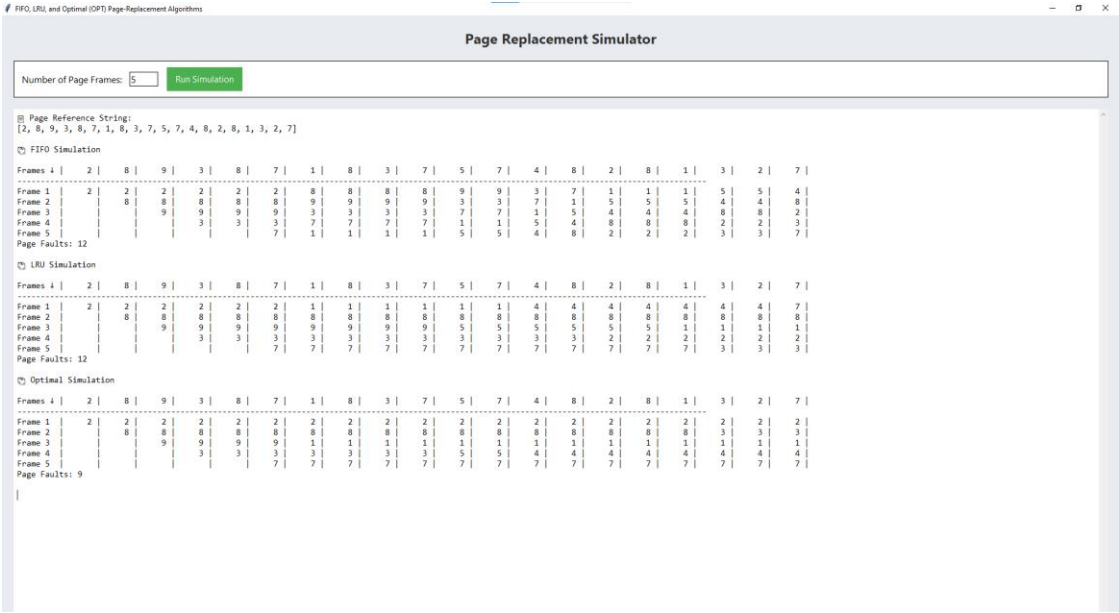 FIFO, LRU, and Optimal (OPT) Page-Replacement Algorithms
Page Replacement Simulator
Number of Page Frames: 5 Run Simulation
Page Reference String:
[2, 8, 9, 3, 8, 7, 1, 8, 3, 7, 5, 7, 4, 8, 2, 8, 1, 3, 2, 7]
FIFO Simulation
Frames ↓ | 2 | 8 | 9 | 3 | 8 | 7 | 1 | 8 | 3 | 7 | 5 | 7 | 4 | 8 | 2 | 8 | 1 | 3 | 2 | 7 |
Frame 1 | 2 | 2 | 2 | 2 | 2 | 2 | 8 | 8 | 8 | 8 | 9 | 9 | 3 | 7 | 1 | 1 | 1 | 5 | 5 | 4 |
Frame 2 | | 8 | 8 | 8 | 8 | 8 | 9 | 9 | 9 | 9 | 3 | 3 | 7 | 1 | 5 | 5 | 5 | 4 | 4 | 8 |
Frame 3 | | | 9 | 9 | 9 | 9 | 3 | 3 | 3 | 3 | 7 | 7 | 1 | 5 | 4 | 4 | 4 | 8 | 8 | 2 |
Frame 4 | | | | 3 | 3 | 3 | 7 | 7 | 7 | 7 | 1 | 1 | 5 | 4 | 8 | 8 | 8 | 2 | 2 | 3 |
Frame 5 | | | | | | 7 | 1 | 1 | 1 | 1 | 5 | 5 | 4 | 8 | 2 | 2 | 2 | 3 | 3 | 7 |
Page Faults: 12
LRU Simulation
Frames ↓ | 2 | 8 | 9 | 3 | 8 | 7 | 1 | 8 | 3 | 7 | 5 | 7 | 4 | 8 | 2 | 8 | 1 | 3 | 2 | 7 |
Frame 1 | 2 | 2 | 2 | 2 | 2 | 2 | 1 | 1 | 1 | 1 | 1 | 1 | 4 | 4 | 4 | 4 | 4 | 4 | 4 | 7 |
Frame 2 | | 8 | 8 | 8 | 8 | 8 | 8 | 8 | 8 | 8 | 8 | 8 | 8 | 8 | 8 | 8 | 8 | 8 | 8 | 8 |
Frame 3 | | | 9 | 9 | 9 | 9 | 9 | 9 | 9 | 9 | 5 | 5 | 5 | 5 | 5 | 5 | 1 | 1 | 1 | 1 |
Frame 4 | | | | 3 | 3 | 3 | 3 | 3 | 3 | 3 | 3 | 3 | 3 | 3 | 2 | 2 | 2 | 2 | 2 | 2 |
Frame 5 | | | | | | 7 | 7 | 7 | 7 | 7 | 7 | 7 | 7 | 7 | 7 | 7 | 7 | 3 | 3 | 3 |
Page Faults: 12
Optimal Simulation
Frames ↓ | 2 | 8 | 9 | 3 | 8 | 7 | 1 | 8 | 3 | 7 | 5 | 7 | 4 | 8 | 2 | 8 | 1 | 3 | 2 | 7 |
Frame 1 | 2 | 2 | 2 | 2 | 2 | 2 | 2 | 2 | 2 | 2 | 2 | 2 | 2 | 2 | 2 | 2 | 2 | 2 | 2 | 2 |
Frame 2 | | 8 | 8 | 8 | 8 | 8 | 8 | 8 | 8 | 8 | 8 | 8 | 8 | 8 | 8 | 8 | 8 | 3 | 3 | 3 |
Frame 3 | | | 9 | 9 | 9 | 9 | 1 | 1 | 1 | 1 | 1 | 1 | 1 | 1 | 1 | 1 | 1 | 1 | 1 | 1 |
Frame 4 | | | | 3 | 3 | 3 | 3 | 3 | 3 | 3 | 5 | 5 | 4 | 4 | 4 | 4 | 4 | 4 | 4 | 4 |
Frame 5 | | | | | | 7 | 7 | 7 | 7 | 7 | 7 | 7 | 7 | 7 | 7 | 7 | 7 | 7 | 7 | 7 |
Page Faults: 9